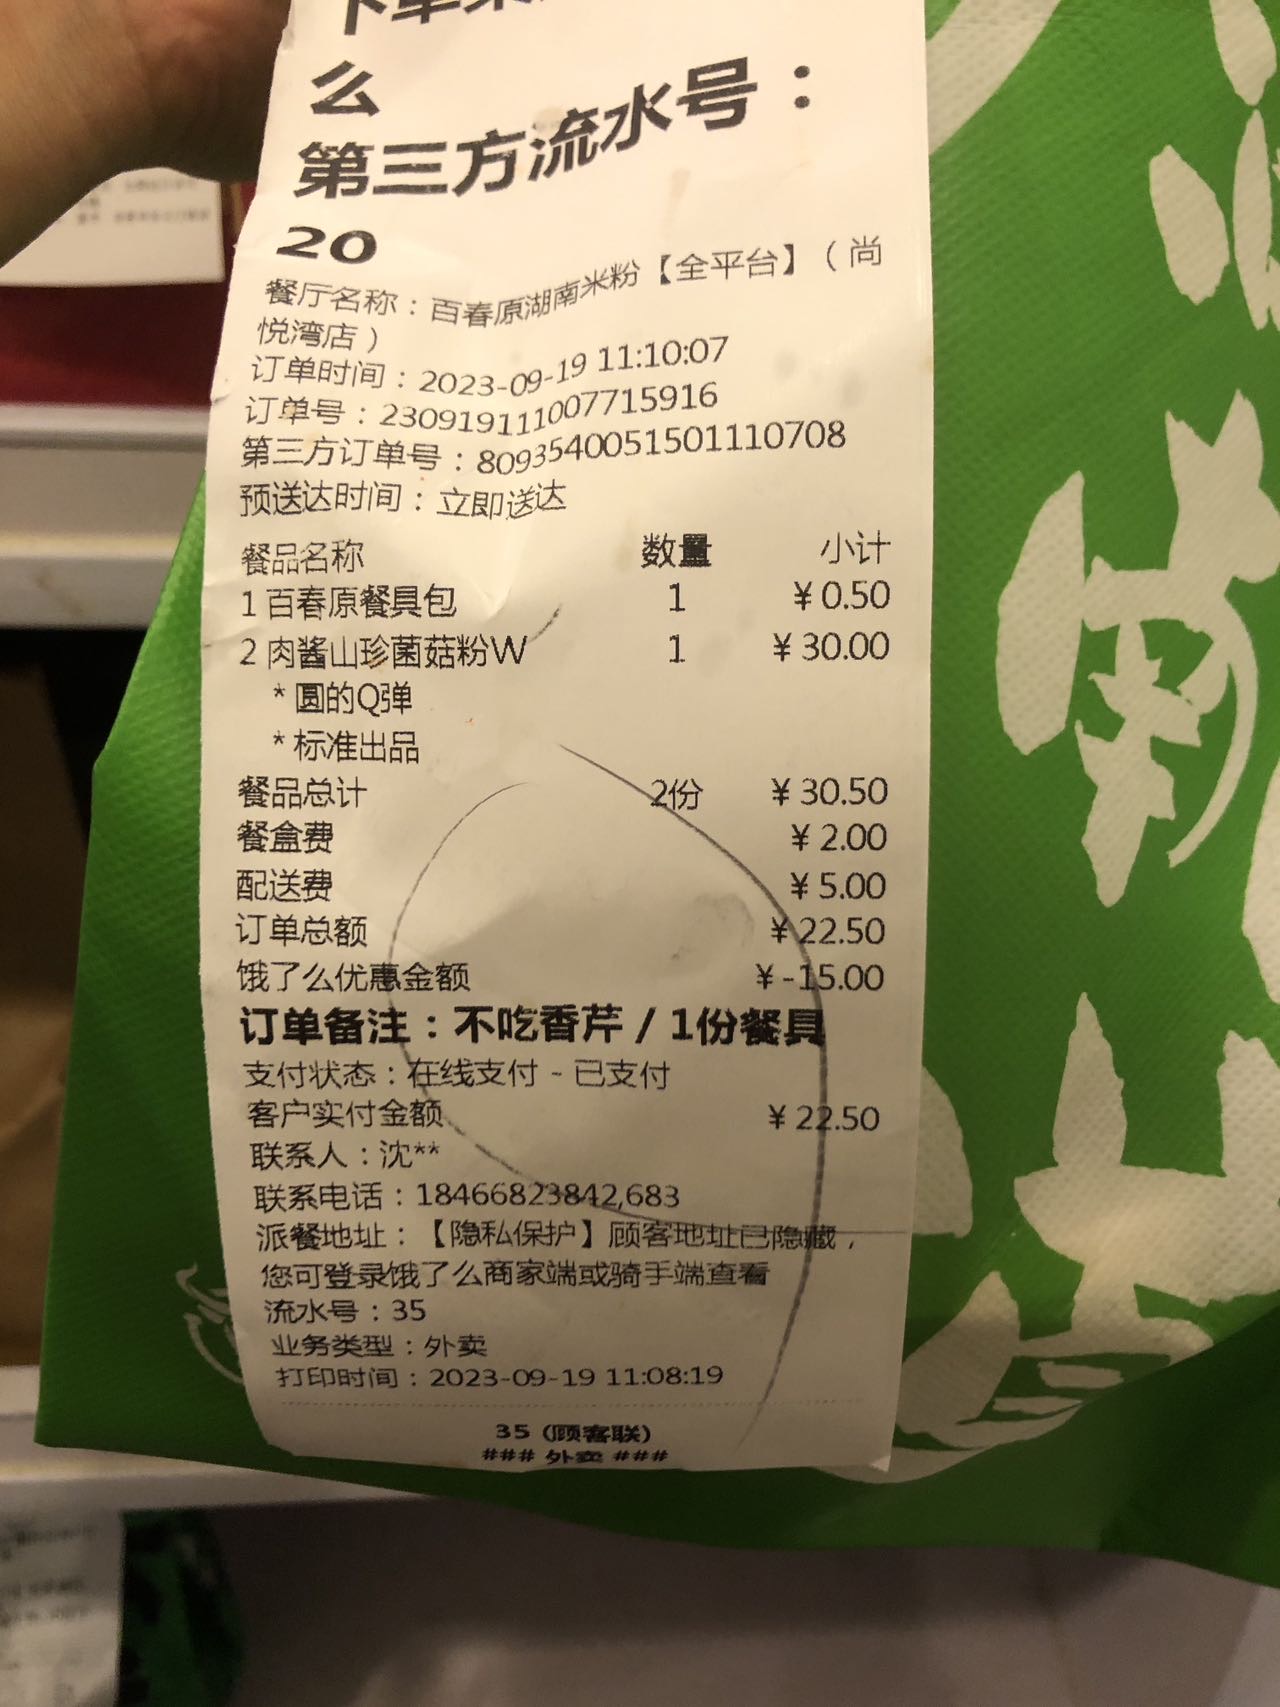 么
第三方流水号：
20
餐厅名称：百春原湖南米粉【全平台】（尚
悦湾店）
订单时间：2023-09-19 11:10:07
订单号：230919111007715916
第三方订单号：8093540051501110708
预送达时间：立即送达
餐品名称 数量 小计
1 百春原餐具包 1 ￥0.50
2 肉酱山珍菌菇粉W 1 ￥30.00
* 圆的Q弹
* 标准出品
餐品总计 2份 ￥30.50
餐盒费 ￥2.00
配送费 ￥5.00
订单总额 ￥22.50
饿了么优惠金额 ￥-15.00
订单备注：不吃香芹 / 1份餐具
支付状态：在线支付 - 已支付
客户实付金额 ￥22.50
联系人：沈**
联系电话：18466823842,683
派餐地址：【隐私保护】顾客地址已隐藏，
您可登录饿了么商家端或骑手端查看
流水号：35
业务类型：外卖
打印时间：2023-09-19 11:08:19
35 (顾客联)
### 外卖 ###
南